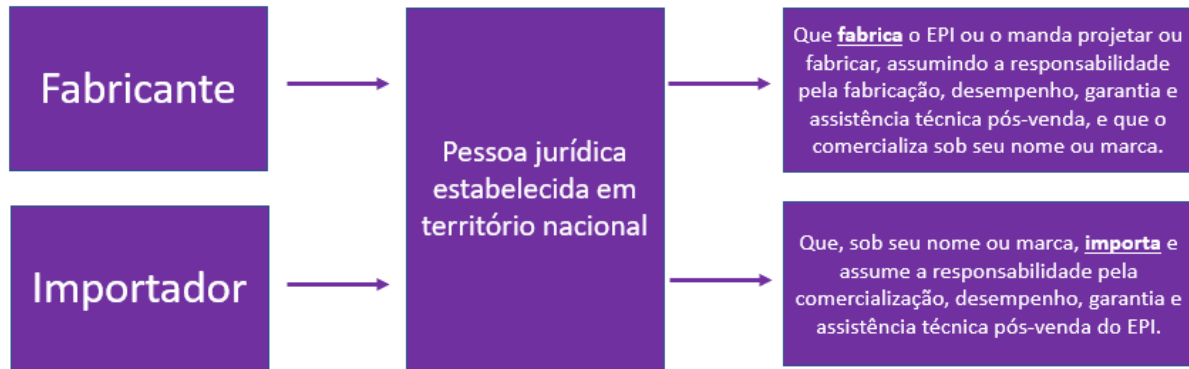 Fabricante
Pessoa jurídica
estabelecida em
território nacional
Que fabrica o EPI ou o manda projetar ou
fabricar, assumindo a responsabilidade
pela fabricação, desempenho, garantia e
assistência técnica pós-venda, e que o
comercializa sob seu nome ou marca.
Importador
Que, sob seu nome ou marca, importa e
assume a responsabilidade pela
comercialização, desempenho, garantia e
assistência técnica pós-venda do EPI.